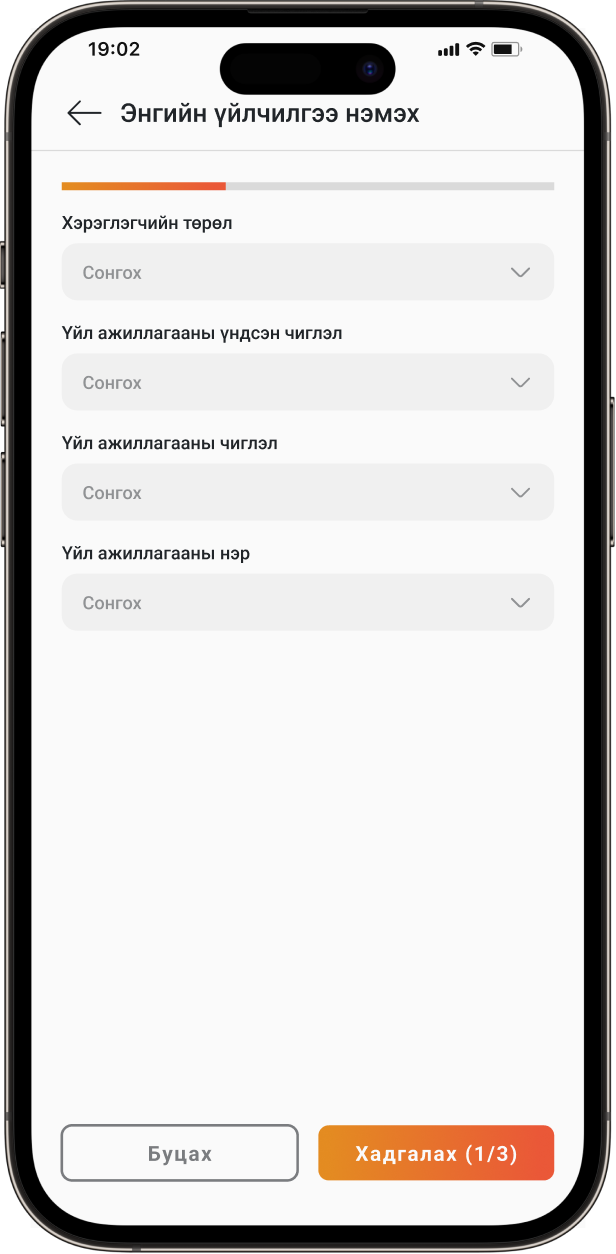 19:02
Энгийн үйлчилгээ нэмэх
Хэрэглэгчийн төрөл
Сонгох
Үйл ажиллагааны үндсэн чиглэл
Сонгох
Үйл ажиллагааны чиглэл
Сонгох
Үйл ажиллагааны нэр
Сонгох
Буцах
Хадгалах (1/3)